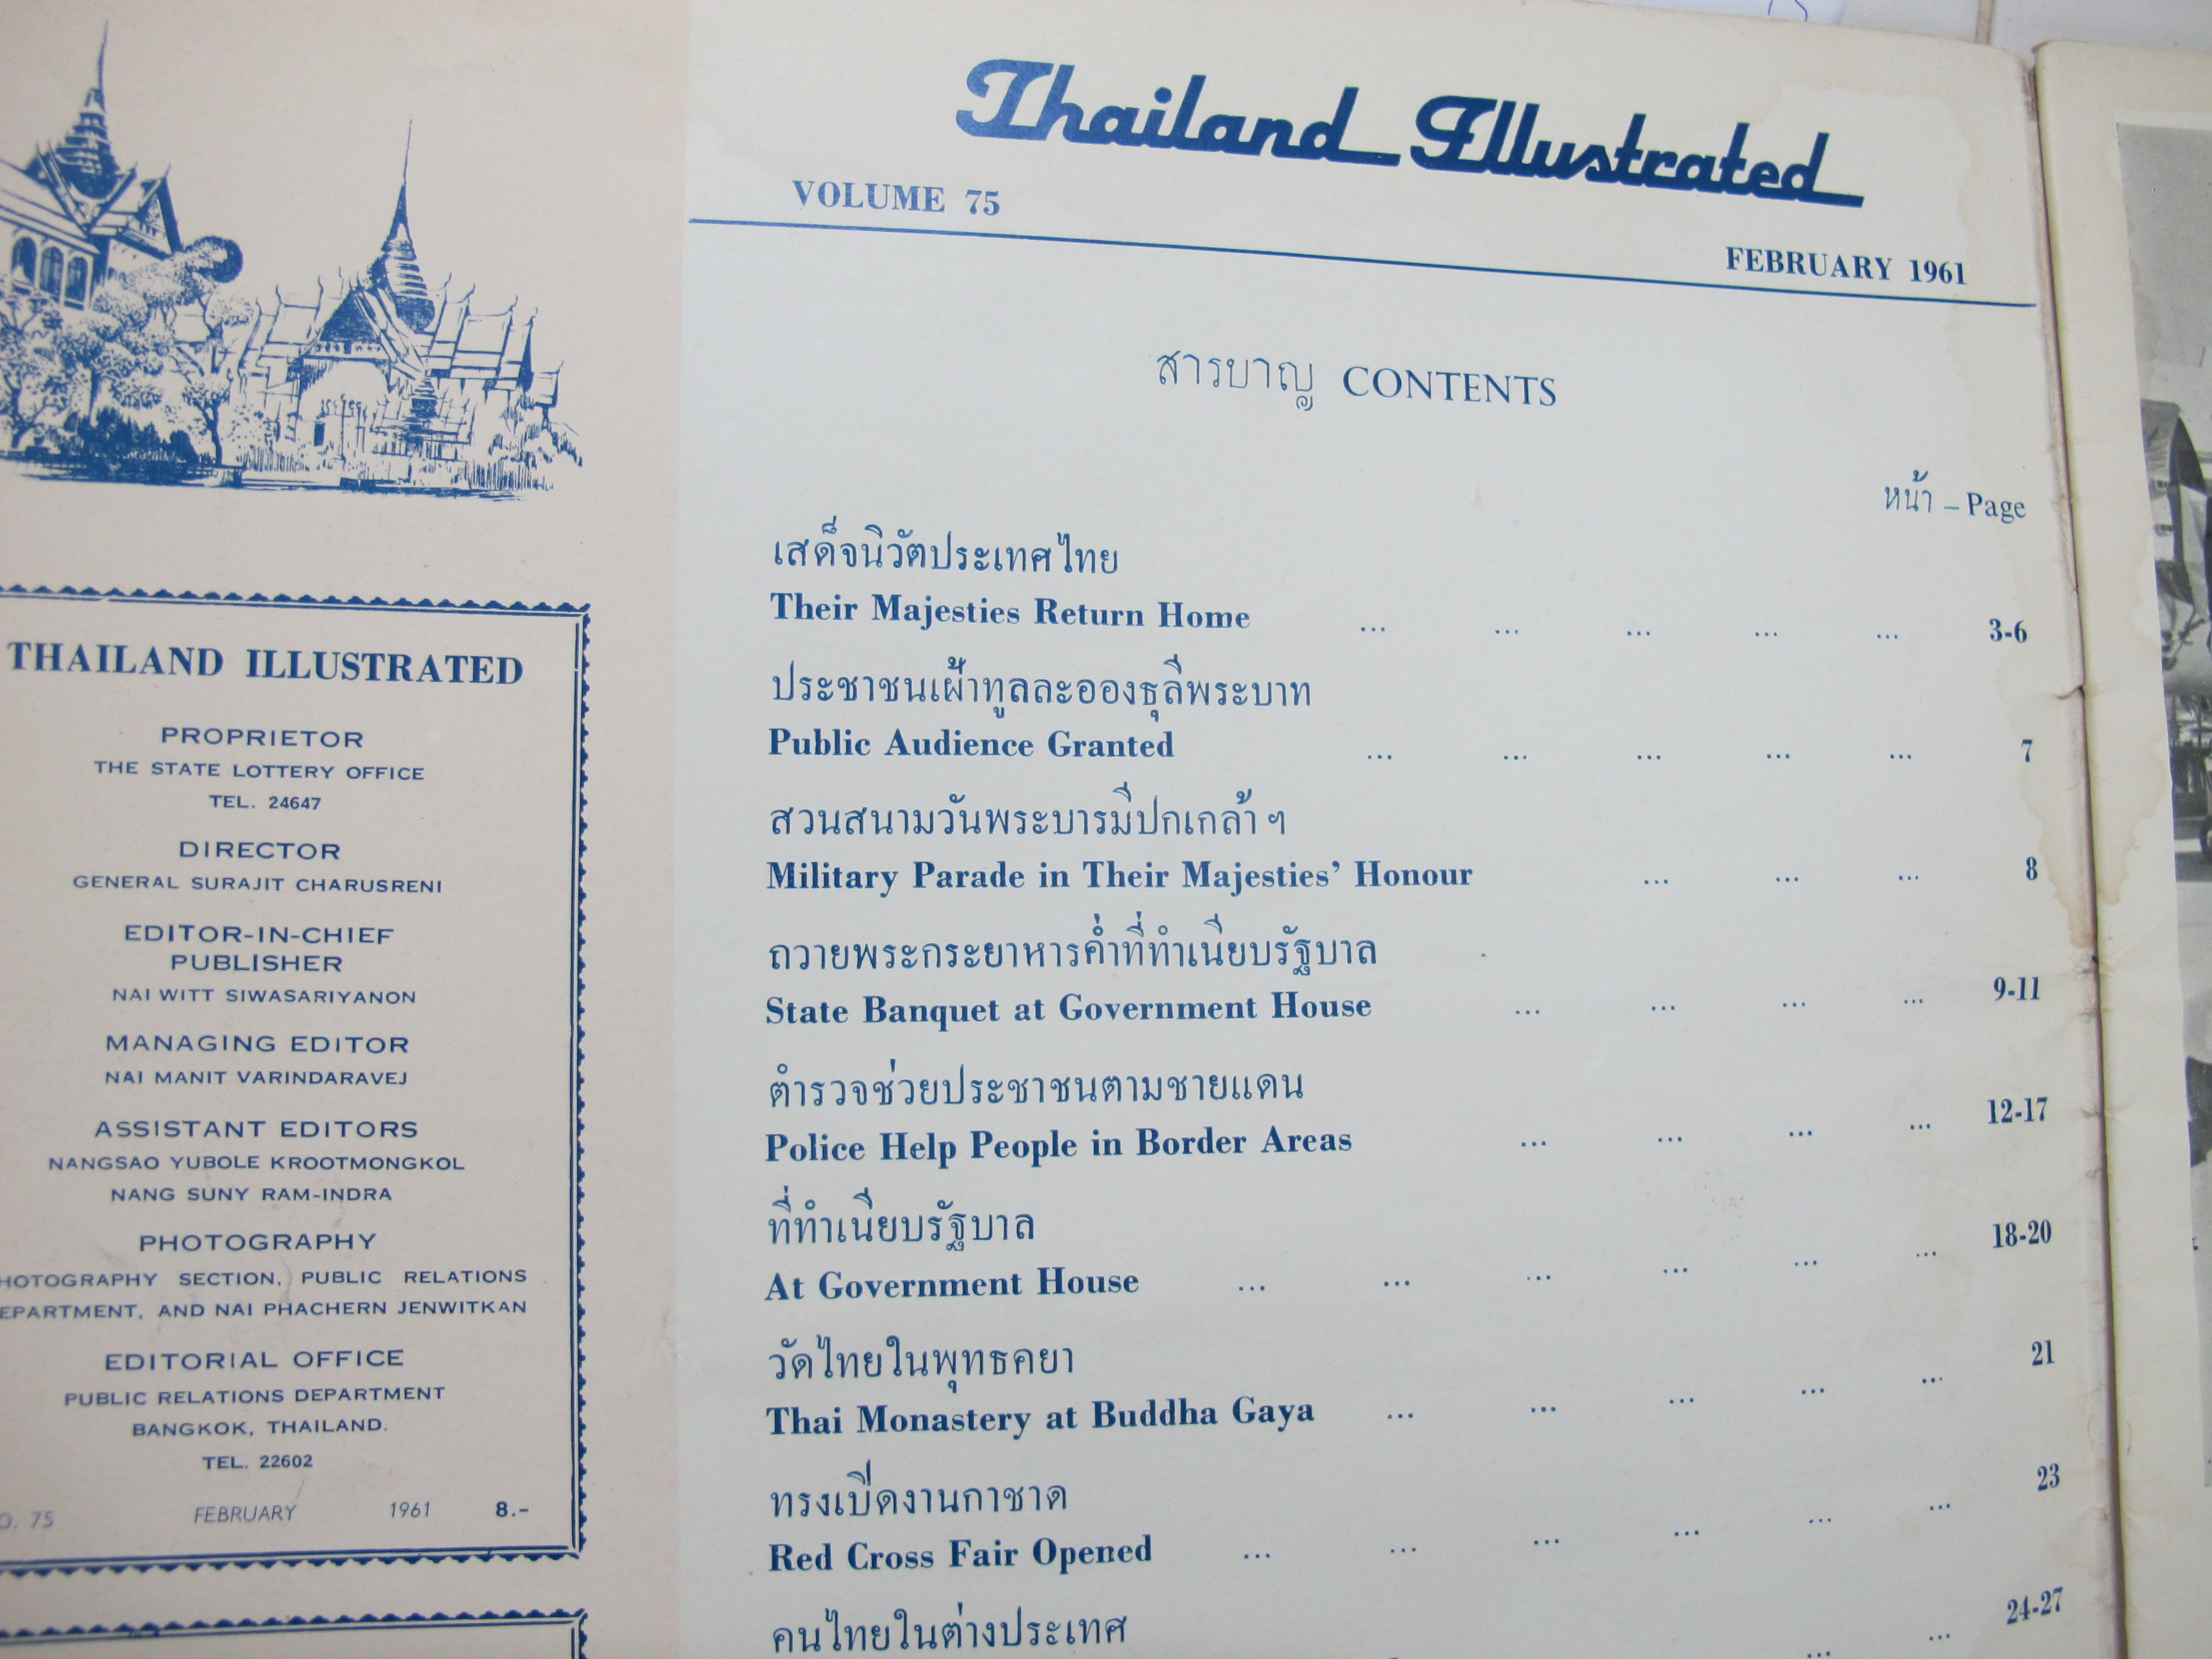 THAILAND ILLUSTRATED
PROPRIETOR
THE STATE LOTTERY OFFICE
TEL. 24647
DIRECTOR
GENERAL SURAJIT CHARUSRENI
EDITOR-IN-CHIEF
PUBLISHER
NAI WITT SIWASARIYANON
MANAGING EDITOR
NAI MANIT VARINDARAVEJ
ASSISTANT EDITORS
NANGSAO YUBOLE KROOTMONGKOL
NANG SUNY RAM-INDRA
PHOTOGRAPHY
HOTOGRAPHY SECTION, PUBLIC RELATIONS
EPARTMENT, AND NAI PHACHERN JENWITKAN
EDITORIAL OFFICE
PUBLIC RELATIONS DEPARTMENT
BANGKOK, THAILAND.
TEL. 22602
O. 75 FEBRUARY 1961 8.-
Thailand Illustrated
VOLUME 75
FEBRUARY 1961
สารบาญ CONTENTS
หน้า – Page
เสด็จนิวัตประเทศไทย
Their Majesties Return Home ... ... ... ... ... 3-6
ประชาชนเฝ้าทูลละอองธุลีพระบาท
Public Audience Granted ... ... ... ... ... 7
สวนสนามวันพระบารมีปกเกล้า ฯ
Military Parade in Their Majesties' Honour ... ... ... 8
ถวายพระกระยาหารค่ำที่ทำเนียบรัฐบาล
State Banquet at Government House ... ... ... ... 9-11
ตำรวจช่วยประชาชนตามชายแดน
Police Help People in Border Areas ... ... ... ... 12-17
ที่ทำเนียบรัฐบาล
At Government House ... ... ... ... ... ... 18-20
วัดไทยในพุทธคยา
Thai Monastery at Buddha Gaya ... ... ... ... ... 21
ทรงเปิดงานกาชาด
Red Cross Fair Opened ... ... ... ... ... ... 23
คนไทยในต่างประเทศ
... ... 24-27